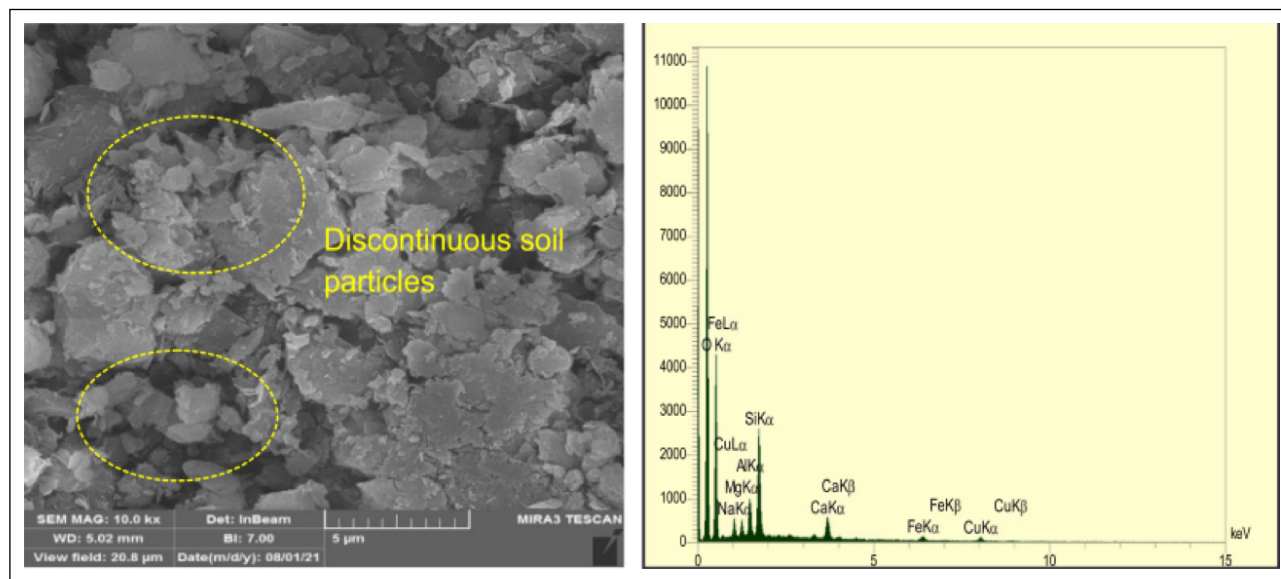 Discontinuous soil
particles
SEM MAG: 10.0 kx Det: InBeam MIRA3 TESCAN
WD: 5.02 mm BI: 7.00 5 µm
View field: 20.8 µm Date(m/d/y): 08/01/21
11000
10000
9000
8000
7000
6000
5000
4000
3000
2000
1000
0
FeLα
O Kα
SiKα
CuLα
AlKα
MgKα
NaKα
CaKβ
CaKα
FeKβ
FeKα
CuKβ
CuKα
keV
0 5 10 15